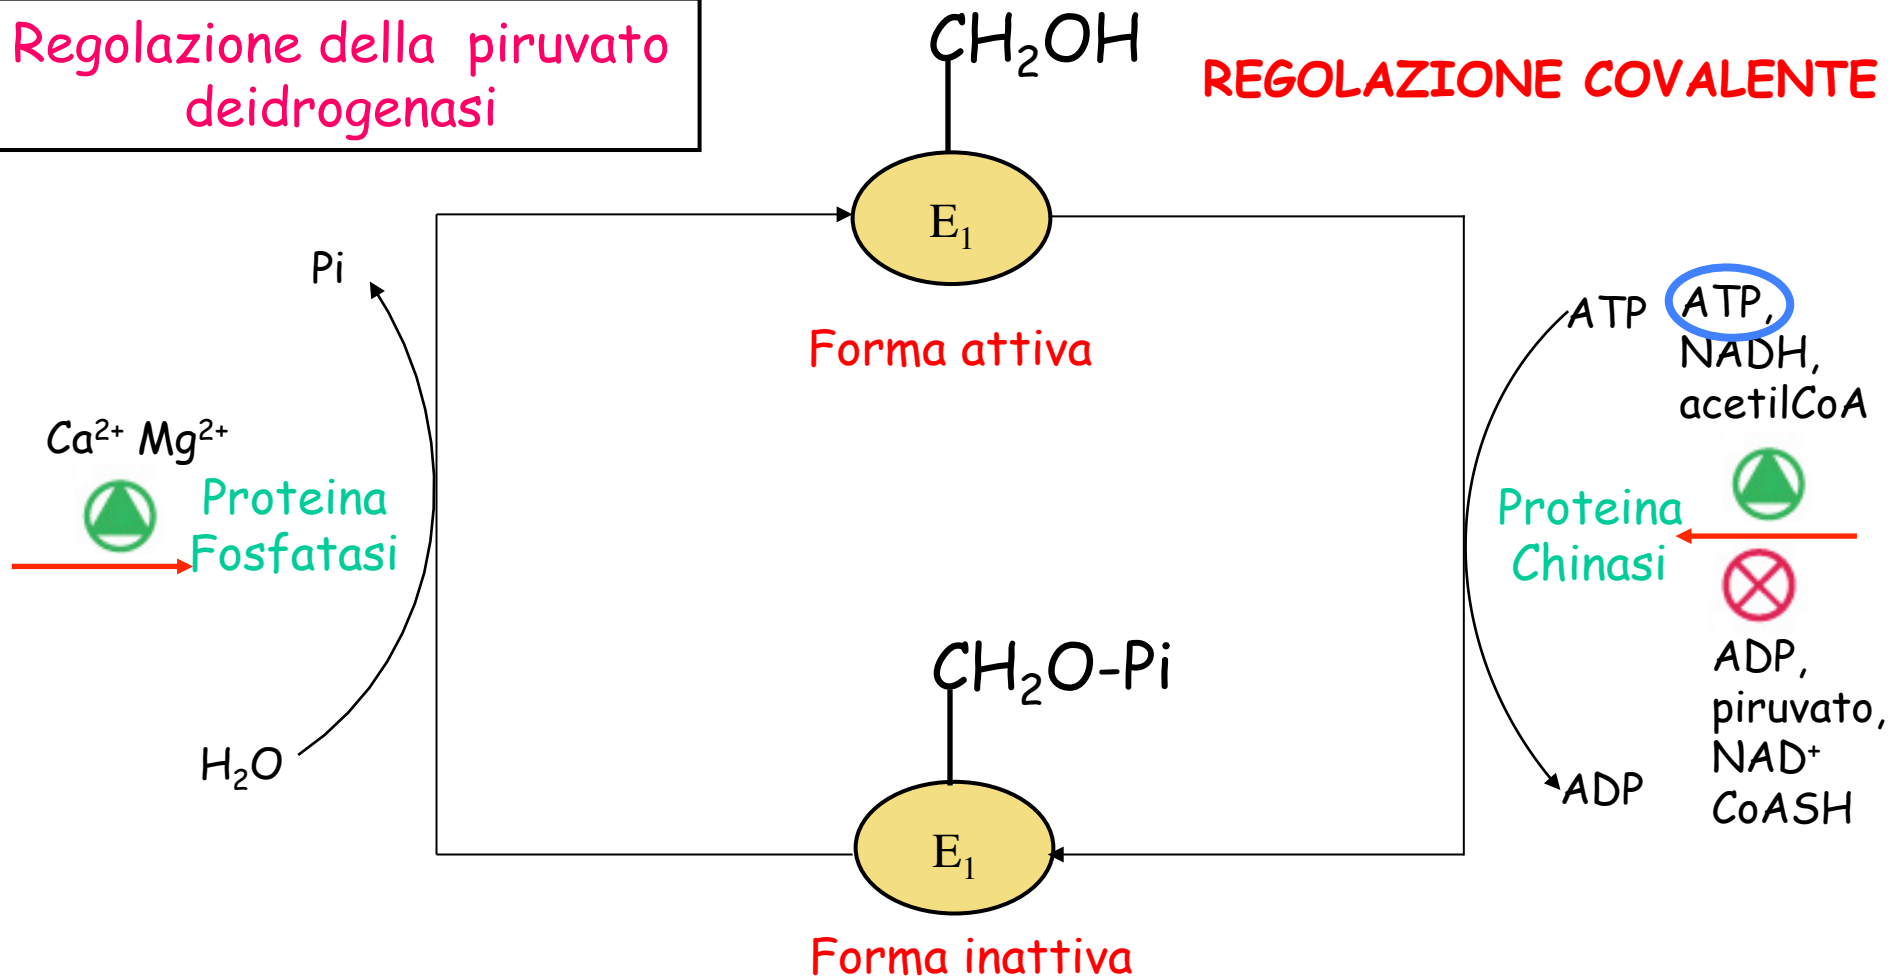 Regolazione della piruvato
deidrogenasi
CH₂OH
REGOLAZIONE COVALENTE
E₁
Forma attiva
Pi
Ca²⁺ Mg²⁺
Proteina
Fosfatasi
H₂O
ATP
ATP,
NADH,
acetilCoA
Proteina
Chinasi
ADP,
piruvato,
NAD⁺
CoASH
ADP
CH₂O-Pi
E₁
Forma inattiva